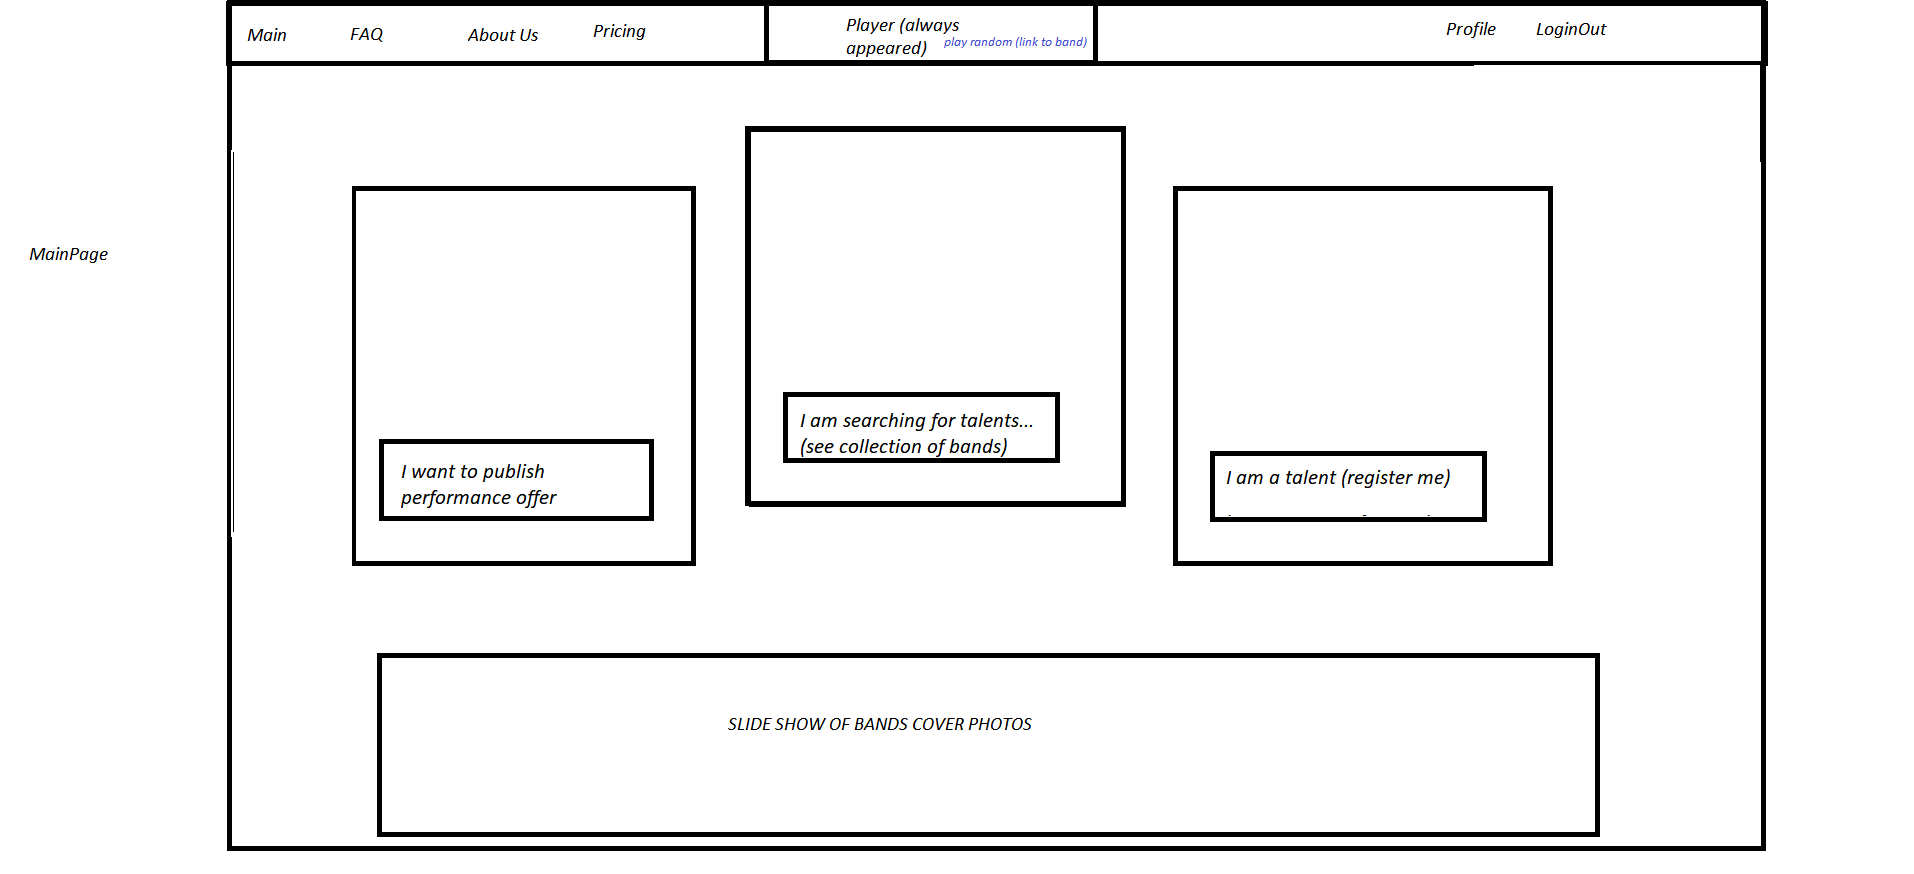 Main
FAQ
About Us
Pricing
Player (always
appeared)
play random (link to band)
Profile
LoginOut
MainPage
I want to publish
performance offer
I am searching for talents...
(see collection of bands)
I am a talent (register me)
SLIDE SHOW OF BANDS COVER PHOTOS